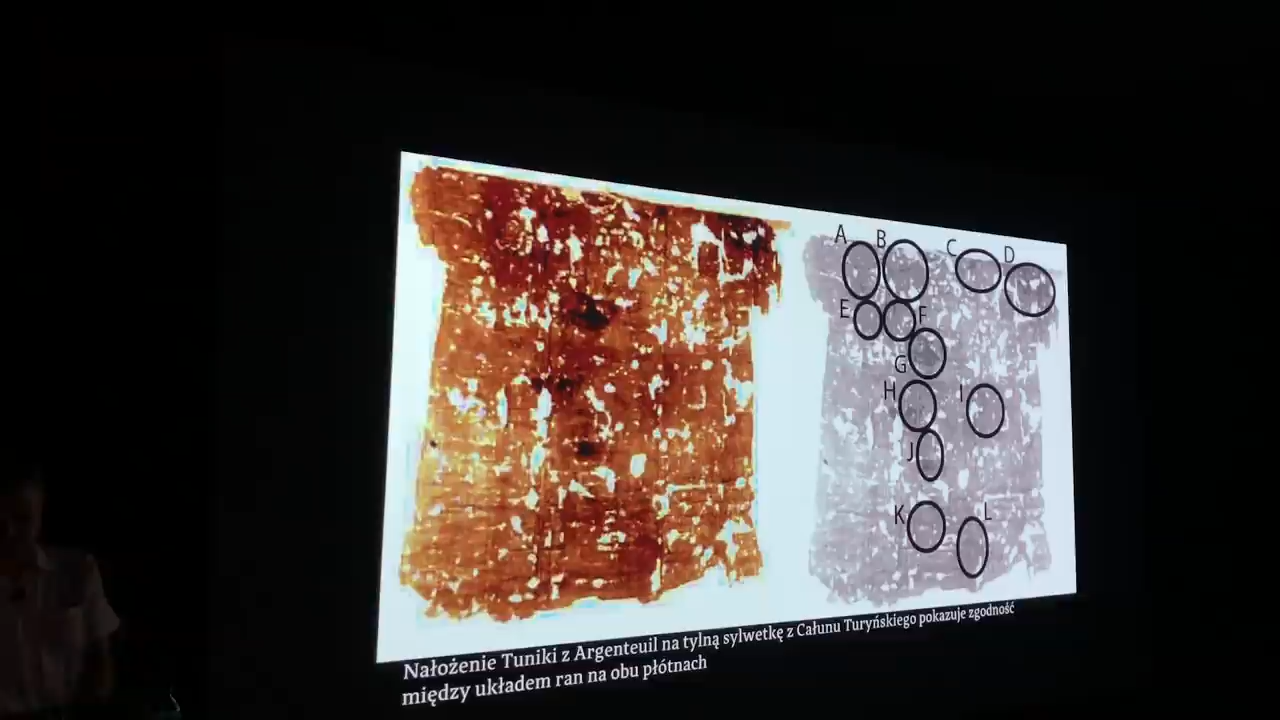 A B C D
E F
G
H I
J
K L
Nałożenie Tuniki z Argenteuil na tylną sylwetkę z Całunu Turyńskiego pokazuje zgodność
między układem ran na obu płótnach